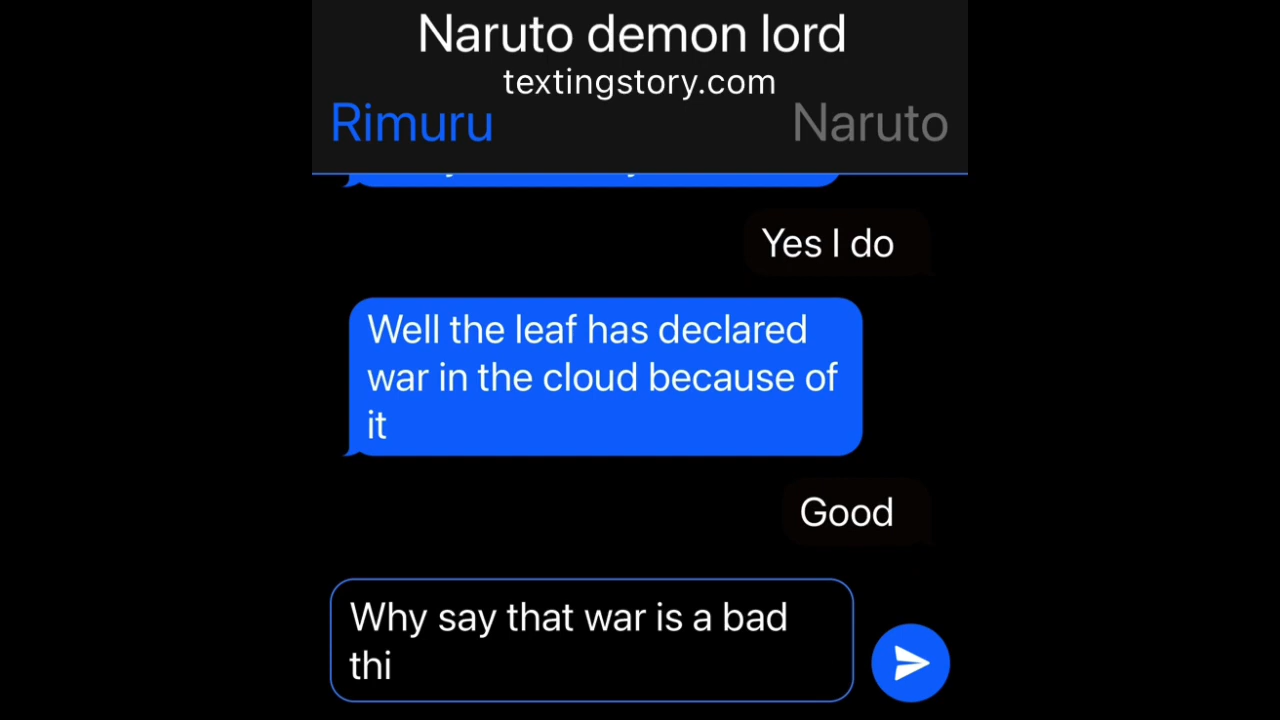 Naruto demon lord
textingstory.com
Rimuru
Naruto
Yes I do
Well the leaf has declared
war in the cloud because of
it
Good
Why say that war is a bad
thi